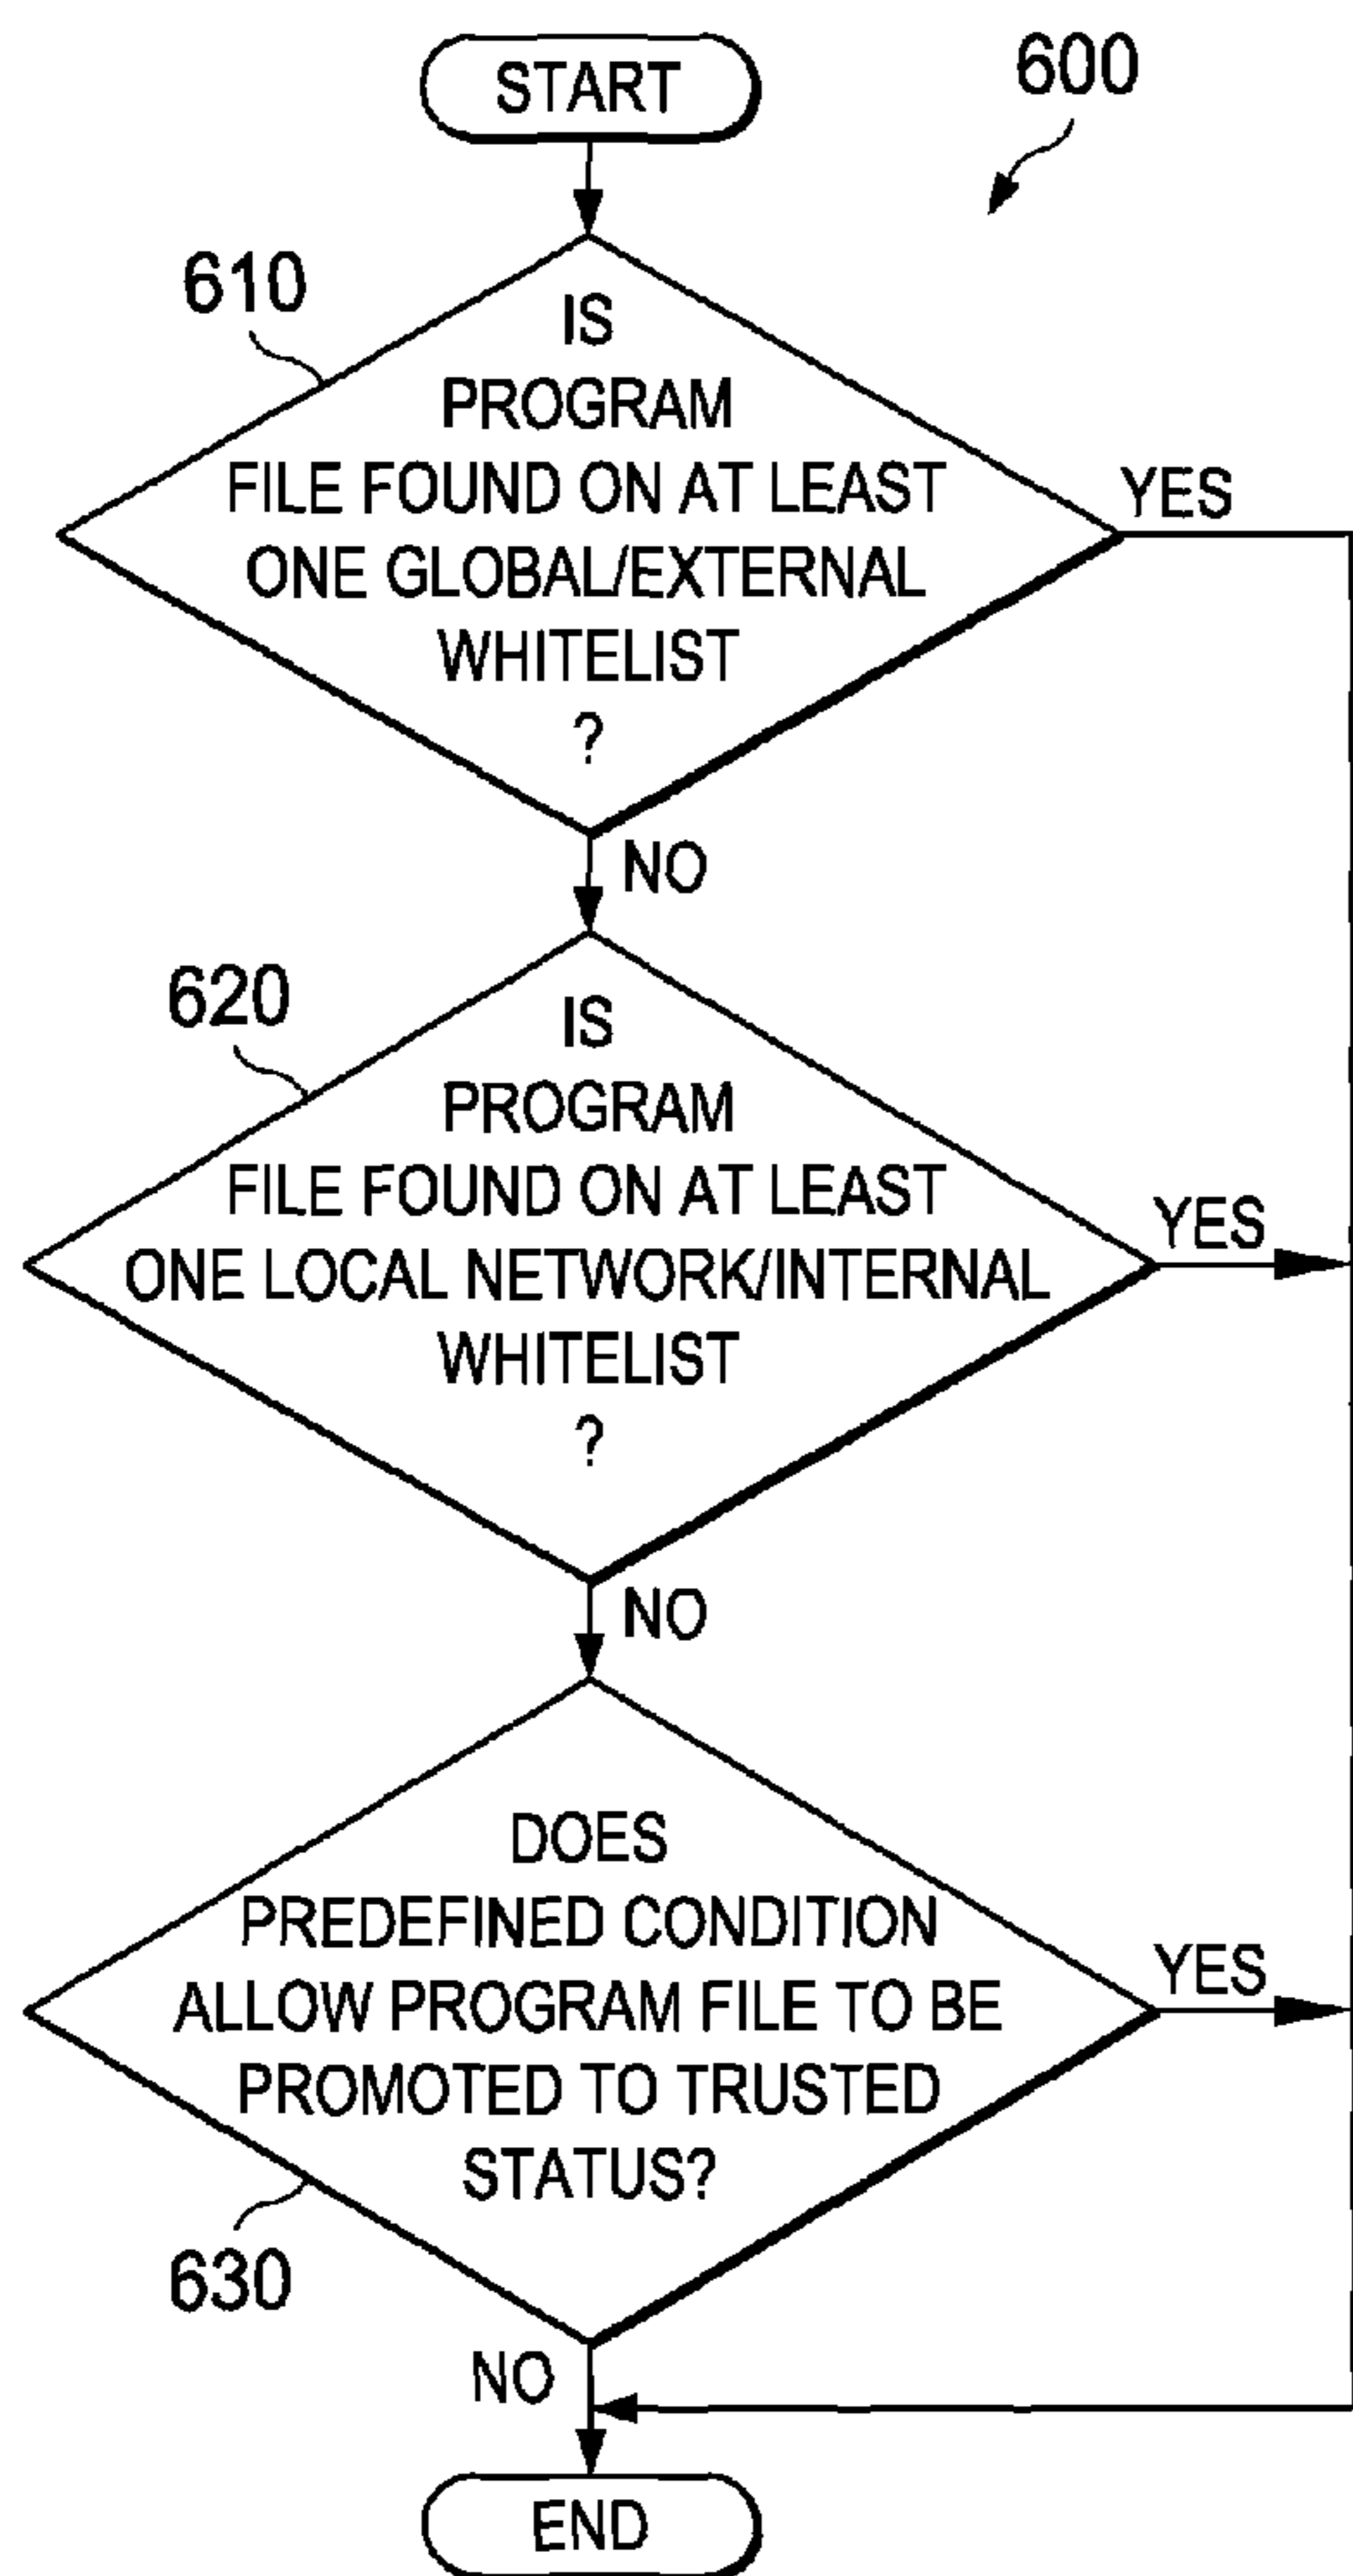 START
600
610
IS
PROGRAM
FILE FOUND ON AT LEAST
ONE GLOBAL/EXTERNAL
WHITELIST
?
YES
NO
620
IS
PROGRAM
FILE FOUND ON AT LEAST
ONE LOCAL NETWORK/INTERNAL
WHITELIST
?
YES
NO
DOES
PREDEFINED CONDITION
ALLOW PROGRAM FILE TO BE
PROMOTED TO TRUSTED
STATUS?
YES
630
NO
END